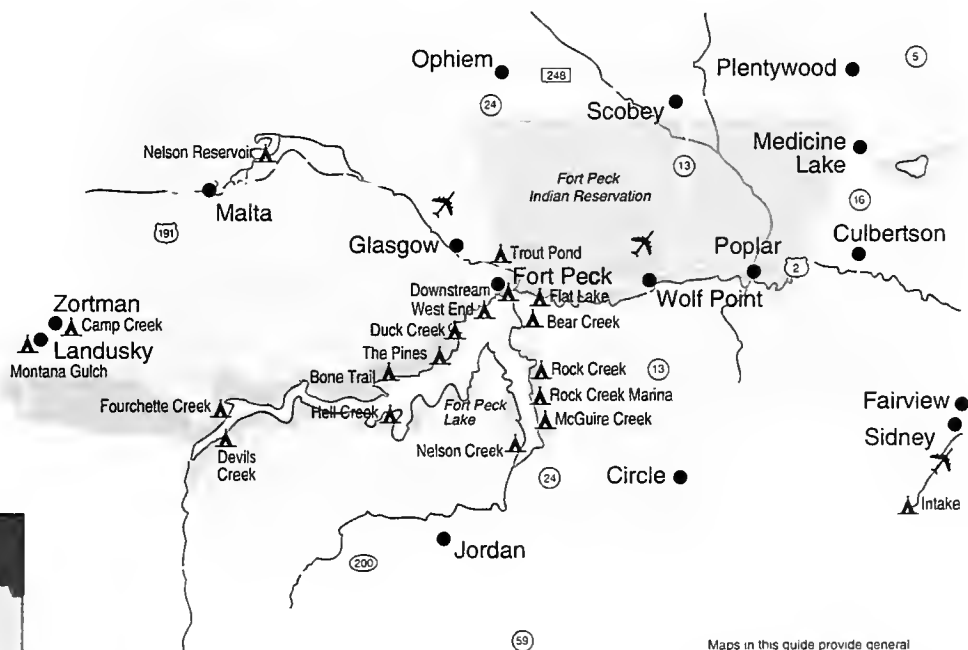 Ophiem
248
Plentywood
5
24
Scobey
Nelson Reservoir
Medicine
Lake
13
Fort Peck
Indian Reservation
Malta
16
191
Glasgow
Trout Pond
Poplar
Culbertson
2
Fort Peck
Downstream
Flat Lake
Wolf Point
West End
Zortman
Camp Creek
Bear Creek
Duck Creek
Landusky
The Pines
Montana Gulch
Rock Creek
13
Bone Trail
Rock Creek Marina
Fourchette Creek
Hell Creek
Fort Peck
Lake
McGuire Creek
Fairview
Sidney
Devils
Creek
Nelson Creek
24
Circle
Intake
Jordan
200
59
Maps in this guide provide general